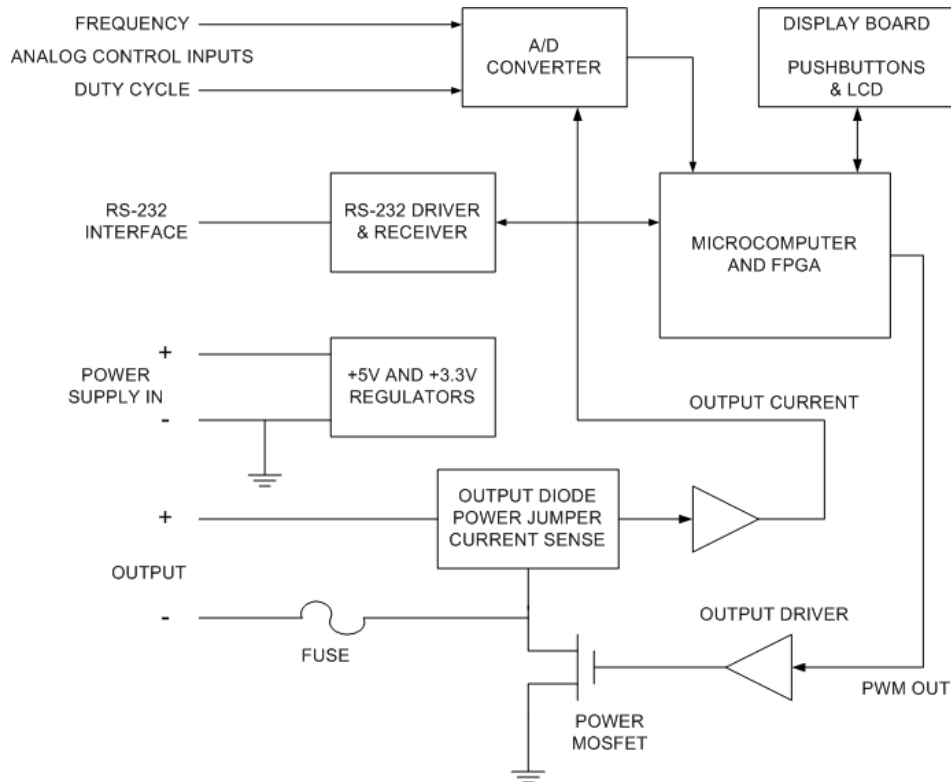 FREQUENCY
ANALOG CONTROL INPUTS
DUTY CYCLE
A/D
CONVERTER
DISPLAY BOARD
PUSHBUTTONS
& LCD
RS-232
INTERFACE
RS-232 DRIVER
& RECEIVER
MICROCOMPUTER
AND FPGA
+
POWER
SUPPLY IN
-
+5V AND +3.3V
REGULATORS
OUTPUT CURRENT
+
OUTPUT
-
OUTPUT DIODE
POWER JUMPER
CURRENT SENSE
FUSE
OUTPUT DRIVER
PWM OUT
POWER
MOSFET